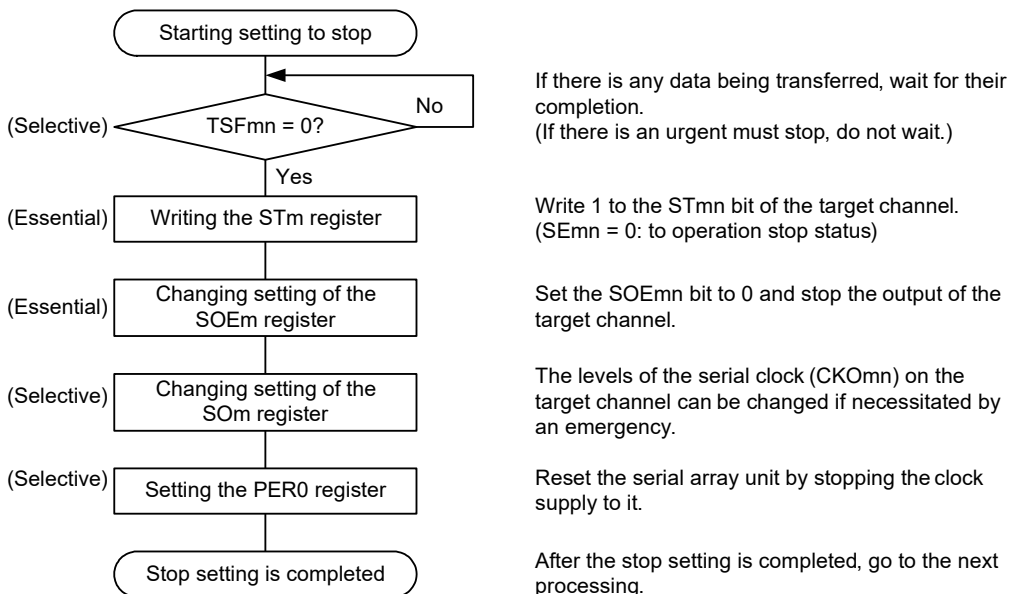 Starting setting to stop
If there is any data being transferred, wait for their
completion.
(If there is an urgent must stop, do not wait.)
No
(Selective)
TSFmn = 0?
Yes
(Essential)
Writing the STm register
Write 1 to the STmn bit of the target channel.
(SEmn = 0: to operation stop status)
(Essential)
Changing setting of the
SOEm register
Set the SOEmn bit to 0 and stop the output of the
target channel.
(Selective)
Changing setting of the
SOm register
The levels of the serial clock (CKOmn) on the
target channel can be changed if necessitated by
an emergency.
(Selective)
Setting the PER0 register
Reset the serial array unit by stopping the clock
supply to it.
Stop setting is completed
After the stop setting is completed, go to the next
processing.